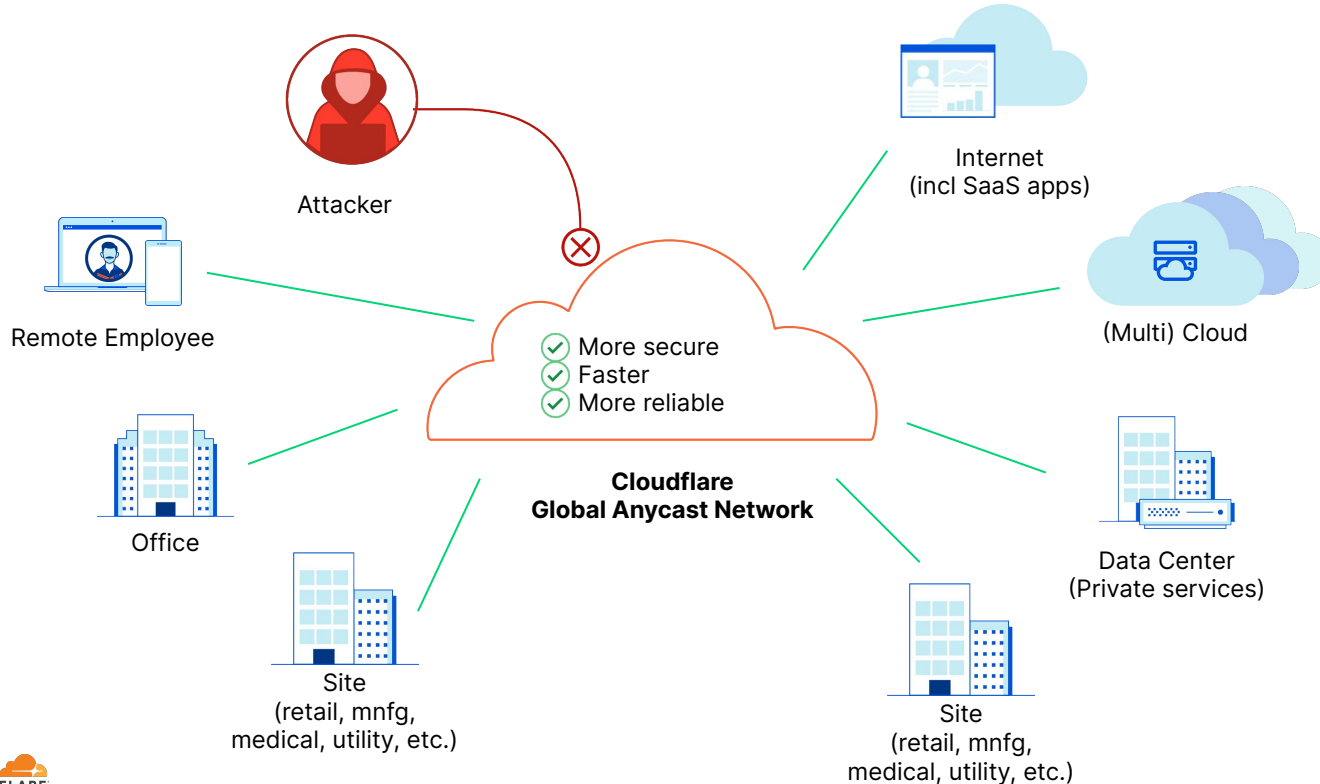 Attacker
Internet
(incl SaaS apps)
Remote Employee
(Multi) Cloud
More secure
Faster
More reliable
Cloudflare
Global Anycast Network
Office
Data Center
(Private services)
Site
(retail, mnfg,
medical, utility, etc.)
Site
(retail, mnfg,
medical, utility, etc.)